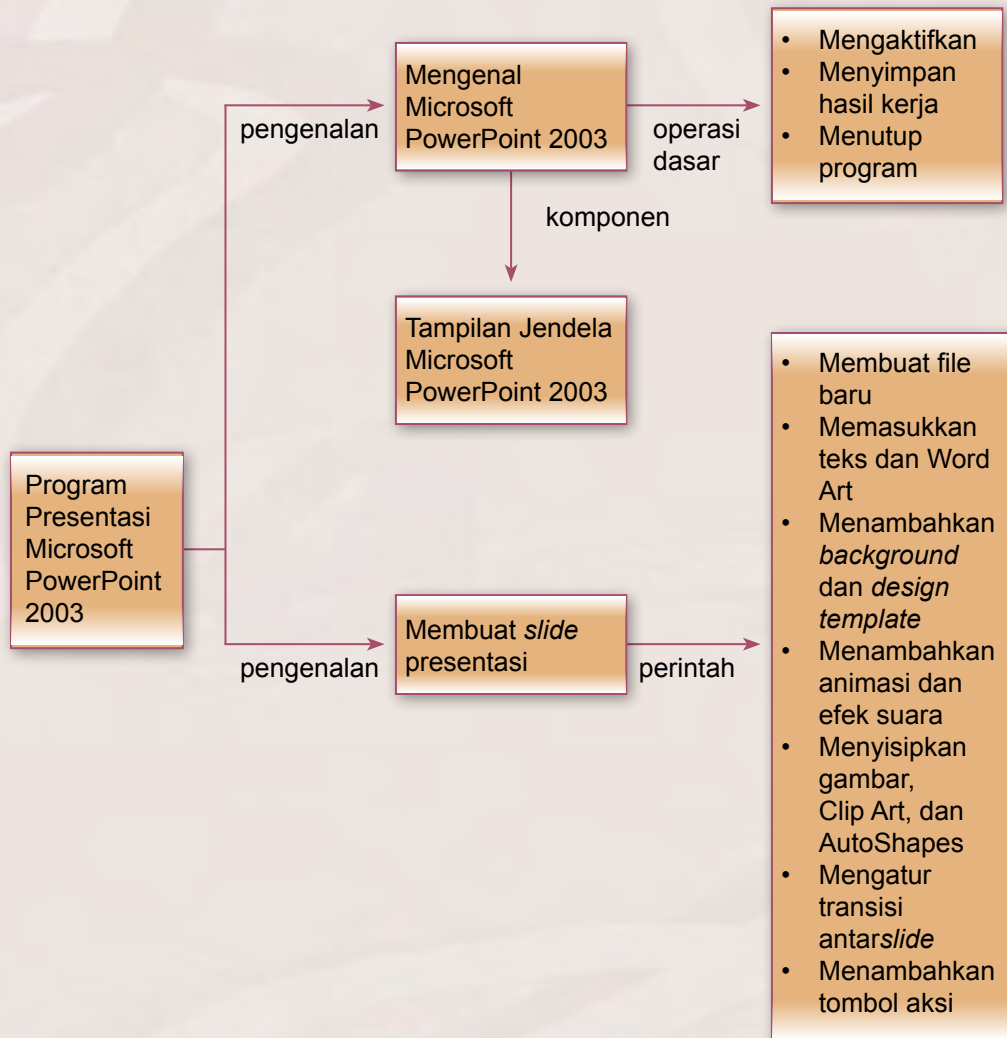 Program
Presentasi
Microsoft
PowerPoint
2003
pengenalan
Mengenal
Microsoft
PowerPoint 2003
operasi
dasar
• Mengaktifkan
• Menyimpan
hasil kerja
• Menutup
program
komponen
Tampilan Jendela
Microsoft
PowerPoint 2003
pengenalan
Membuat slide
presentasi
perintah
• Membuat file
baru
• Memasukkan
teks dan Word
Art
• Menambahkan
background
dan design
template
• Menambahkan
animasi dan
efek suara
• Menyisipkan
gambar,
Clip Art, dan
AutoShapes
• Mengatur
transisi
antarslide
• Menambahkan
tombol aksi